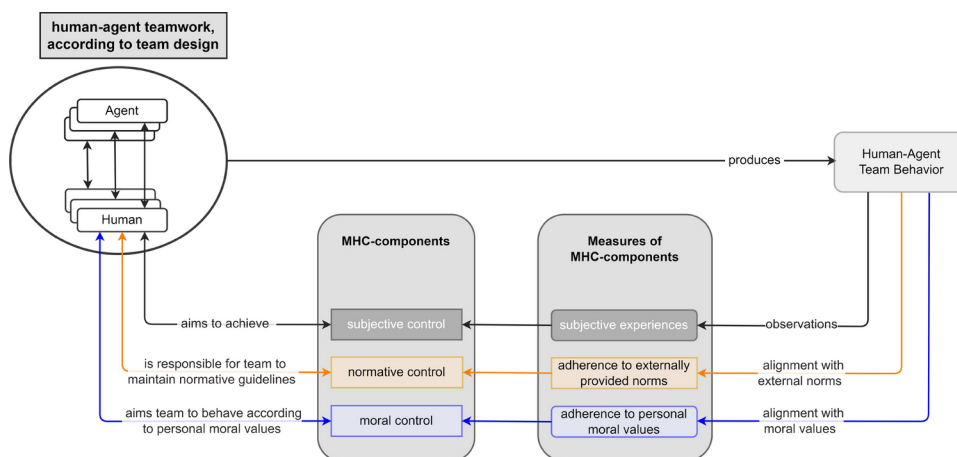 human-agent teamwork,
according to team design
Agent
Human
produces
Human-Agent
Team Behavior
MHC-components
Measures of
MHC-components
aims to achieve
subjective control
subjective experiences
observations
is responsible for team to
maintain normative guidelines
normative control
adherence to externally
provided norms
alignment with
external norms
aims team to behave according
to personal moral values
moral control
adherence to personal
moral values
alignment with
moral values